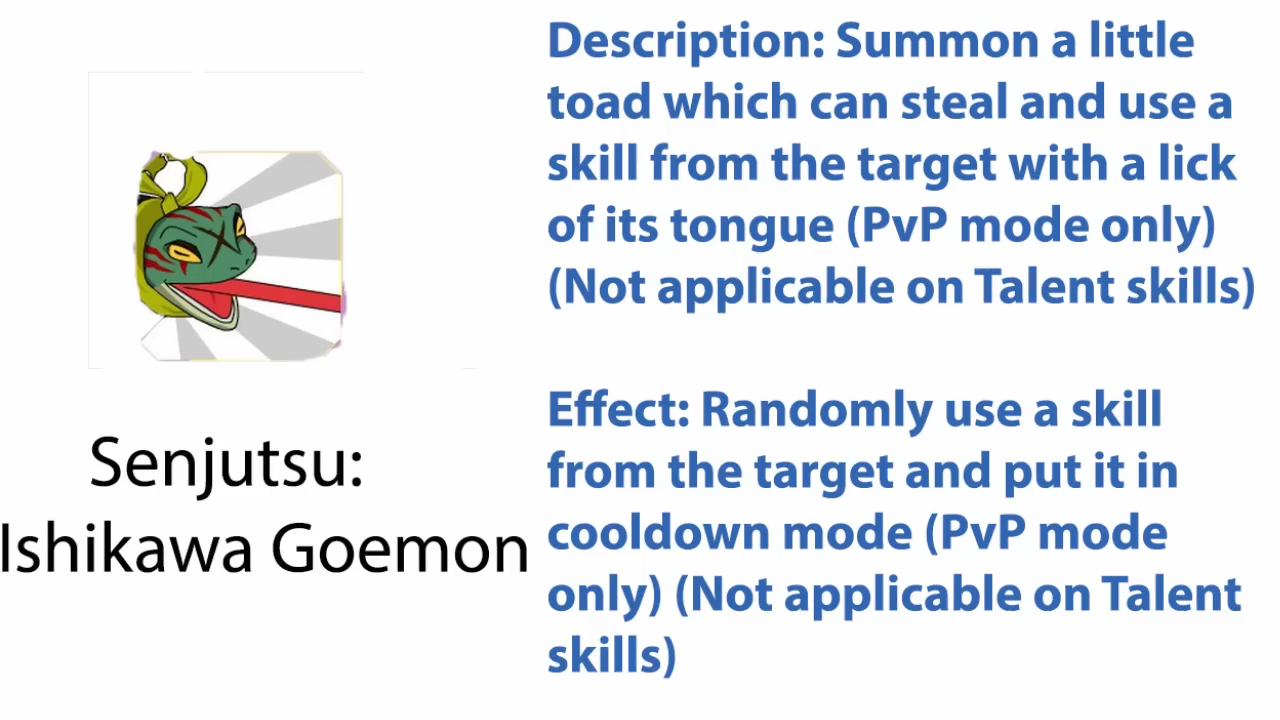 Description: Summon a little
toad which can steal and use a
skill from the target with a lick
of its tongue (PvP mode only)
(Not applicable on Talent skills)
Effect: Randomly use a skill
from the target and put it in
cooldown mode (PvP mode
only) (Not applicable on Talent
skills)
Senjutsu:
Ishikawa Goemon